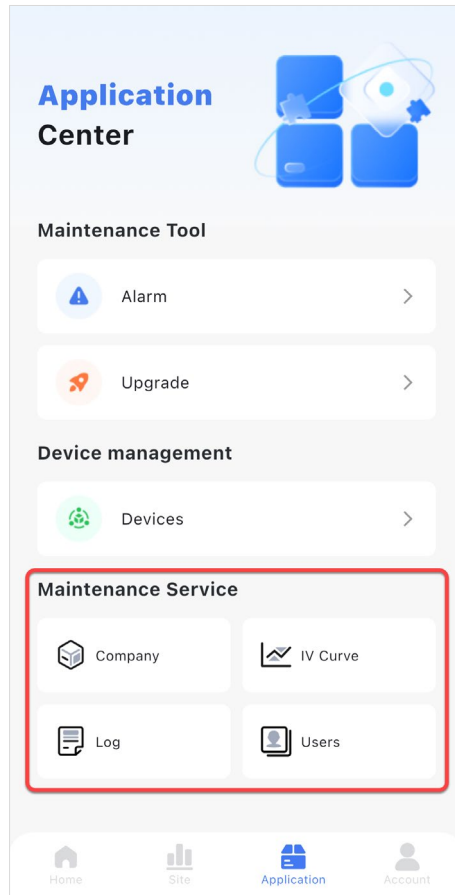 Application
Center
Maintenance Tool
Alarm
Upgrade
Device management
Devices
Maintenance Service
Company
IV Curve
Log
Users
Home
Site
Application
Account